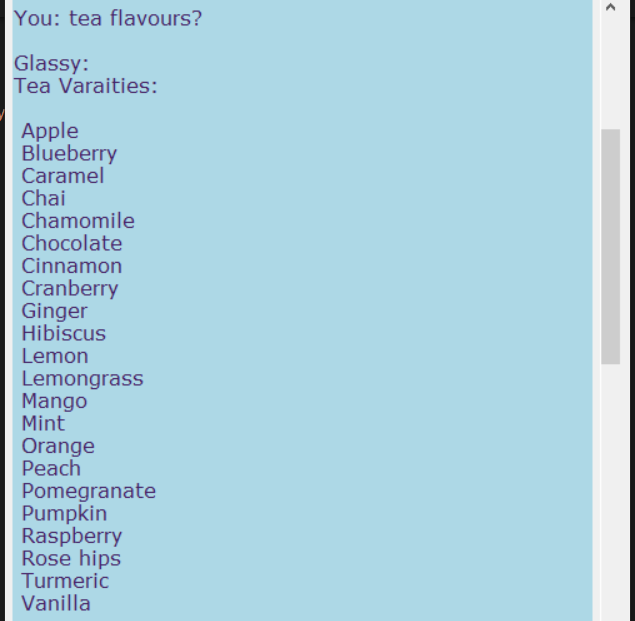 You: tea flavours?
Glassy:
Tea Varaities:
Apple
Blueberry
Caramel
Chai
Chamomile
Chocolate
Cinnamon
Cranberry
Ginger
Hibiscus
Lemon
Lemongrass
Mango
Mint
Orange
Peach
Pomegranate
Pumpkin
Raspberry
Rose hips
Turmeric
Vanilla